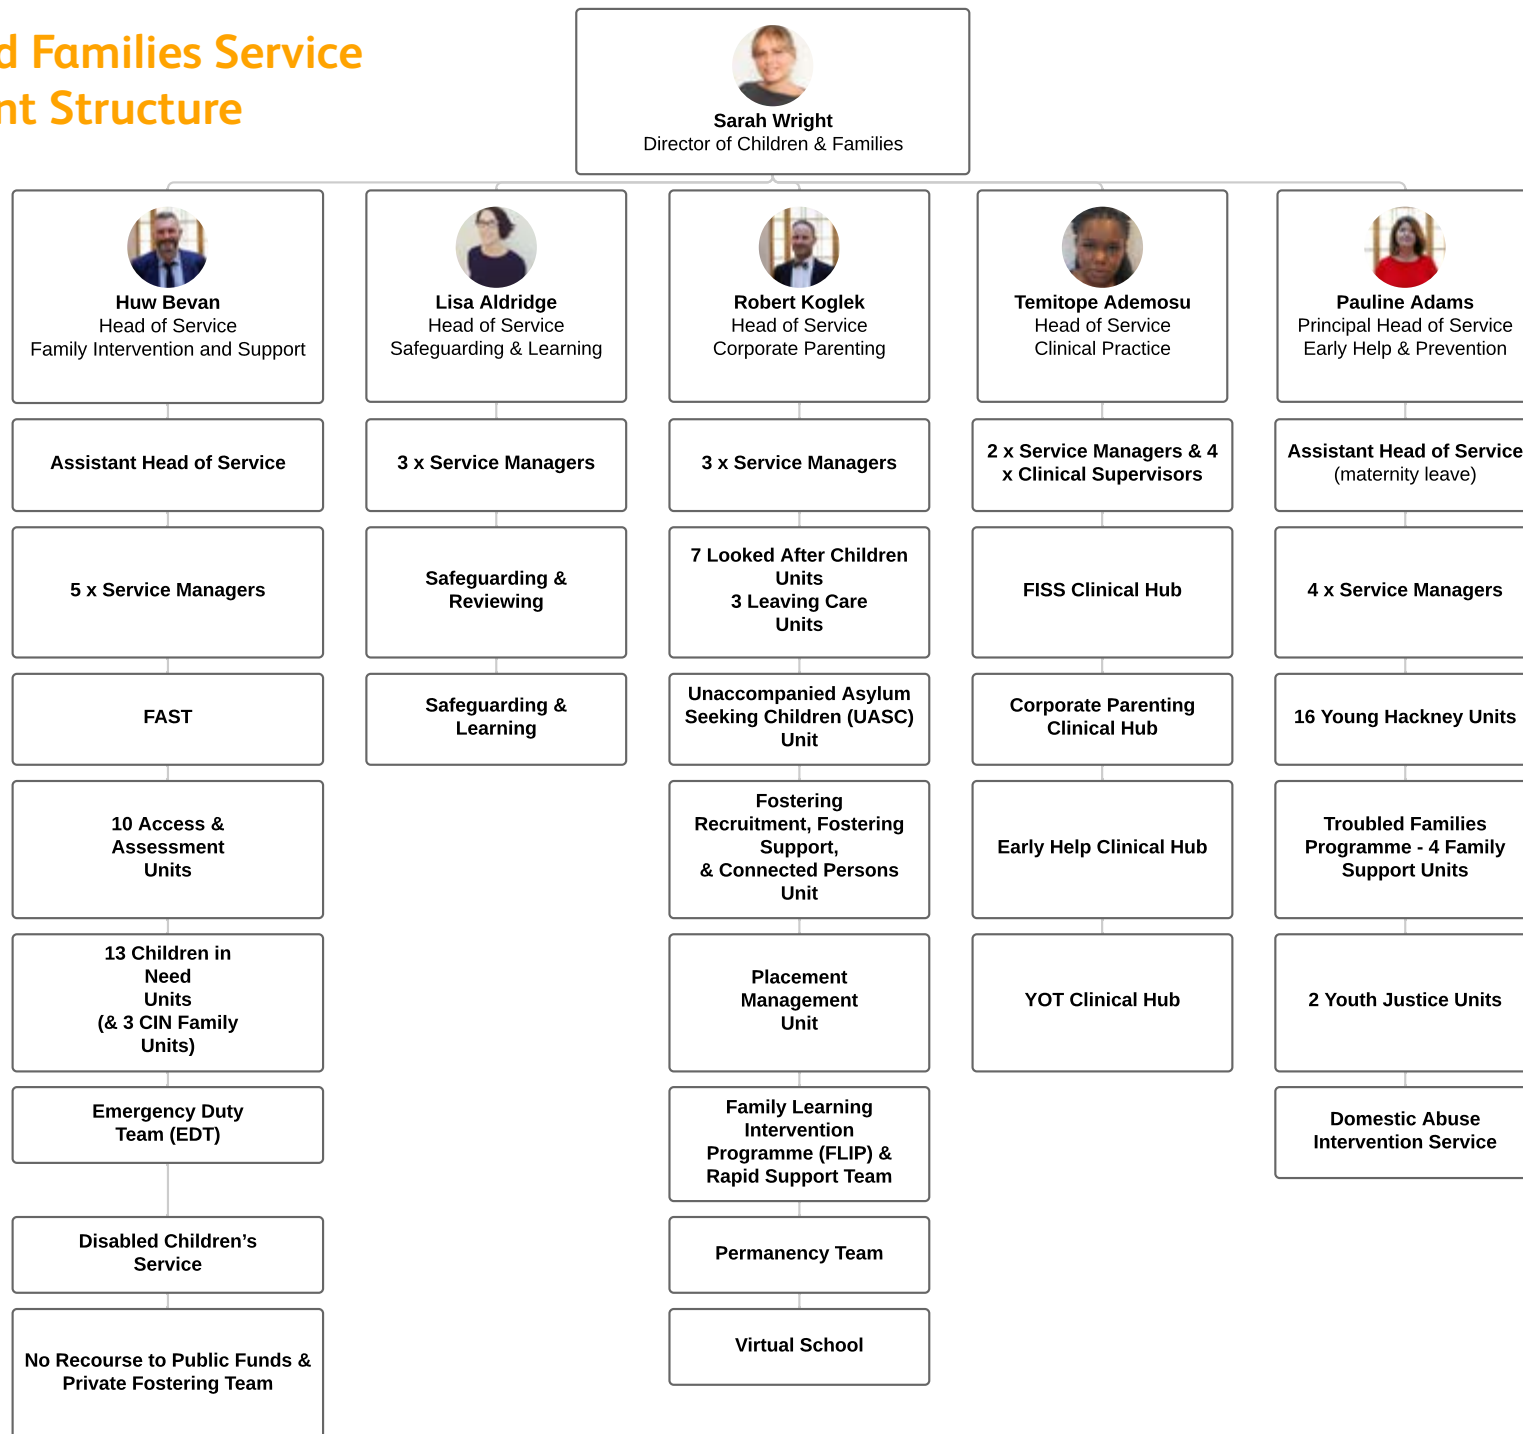 d Families Service
nt Structure
Sarah Wright
Director of Children & Families
Huw Bevan
Head of Service
Family Intervention and Support
Lisa Aldridge
Head of Service
Safeguarding & Learning
Robert Koglek
Head of Service
Corporate Parenting
Temitope Ademosu
Head of Service
Clinical Practice
Pauline Adams
Principal Head of Service
Early Help & Prevention
Assistant Head of Service
3 x Service Managers
3 x Service Managers
2 x Service Managers & 4
x Clinical Supervisors
Assistant Head of Service
(maternity leave)
5 x Service Managers
Safeguarding &
Reviewing
7 Looked After Children
Units
3 Leaving Care
Units
FISS Clinical Hub
4 x Service Managers
FAST
Safeguarding &
Learning
Unaccompanied Asylum
Seeking Children (UASC)
Unit
Corporate Parenting
Clinical Hub
16 Young Hackney Units
10 Access &
Assessment
Units
Fostering
Recruitment, Fostering
Support,
& Connected Persons
Unit
Early Help Clinical Hub
Troubled Families
Programme - 4 Family
Support Units
13 Children in
Need
Units
(& 3 CIN Family
Units)
Placement
Management
Unit
YOT Clinical Hub
2 Youth Justice Units
Emergency Duty
Team (EDT)
Family Learning
Intervention
Programme (FLIP) &
Rapid Support Team
Domestic Abuse
Intervention Service
Disabled Children’s
Service
Permanency Team
No Recourse to Public Funds &
Private Fostering Team
Virtual School